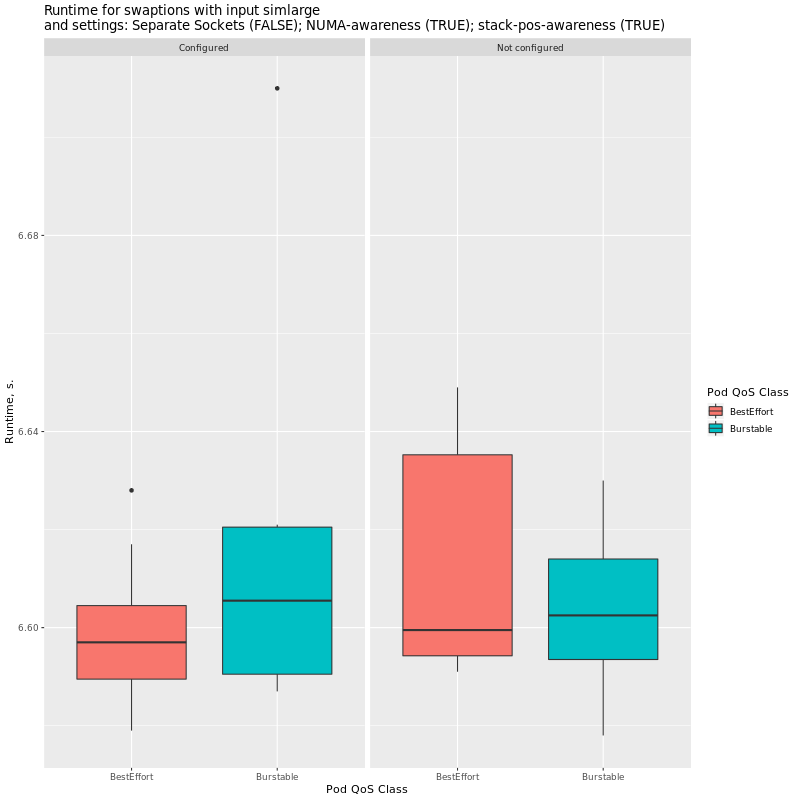 Runtime for swaptions with input simlarge
and settings: Separate Sockets (FALSE); NUMA-awareness (TRUE); stack-pos-awareness (TRUE)
Configured
Not configured
6.68
6.64
6.60
Runtime, s.
BestEffort
Burstable
BestEffort
Burstable
Pod QoS Class
Pod QoS Class
BestEffort
Burstable